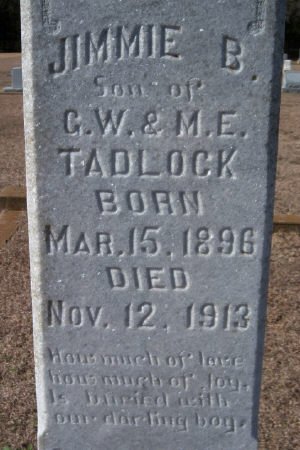 JIMMIE B.
Son of
G.W. & M.E.
TADLOCK
BORN
MAR. 15, 1896
DIED
NOV. 12, 1913
How much of love
how much of joy,
Is buried with
our darling boy.